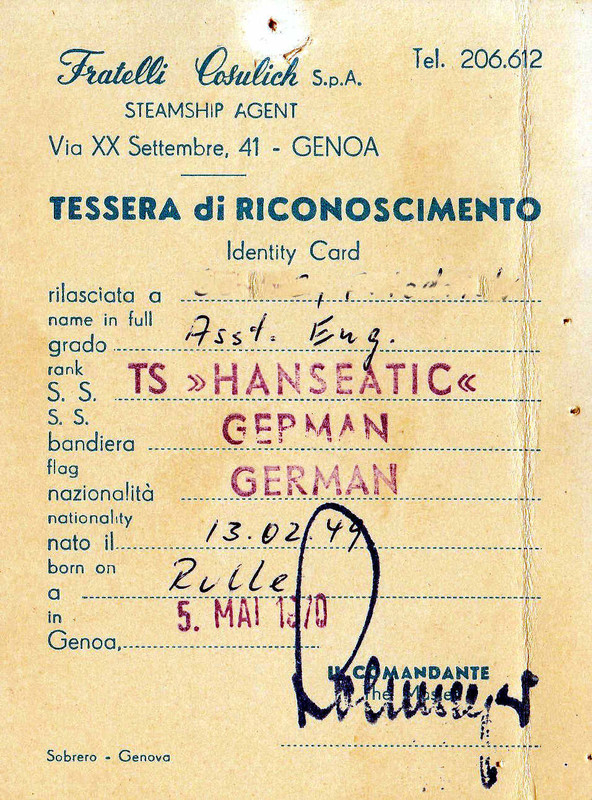 Fratelli Cosulich S.p.A.
Tel. 206.612
STEAMSHIP AGENT
Via XX Settembre, 41 - GENOA
TESSERA di RICONOSCIMENTO
Identity Card
rilasciata a
name in full
grado Asst. Eng.
rank
S. S. TS »HANSEATIC«
S. S.
bandiera GERMAN
flag
nazionalità GERMAN
nationality
nato il 13.02.49
born on
a Rulle
in
Genoa, 5. MAI 1970
IL COMANDANTE
The Master
Sobrero - Genova